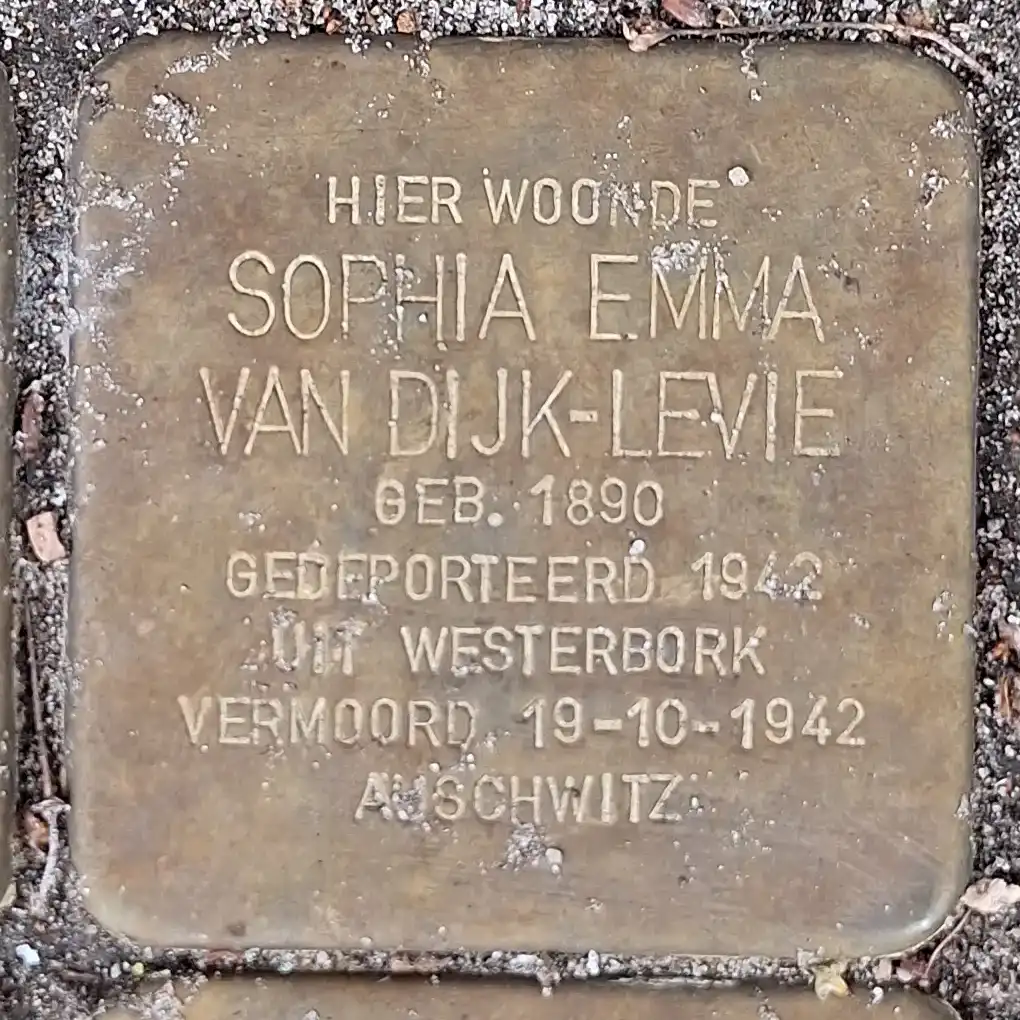 HIER WOONDE
SOPHIA EMMA
VAN DIJK-LEVIE
GEB. 1890
GEDEPORTEERD 1942
UIT WESTERBORK
VERMOORD 19-10-1942
AUSCHWITZ